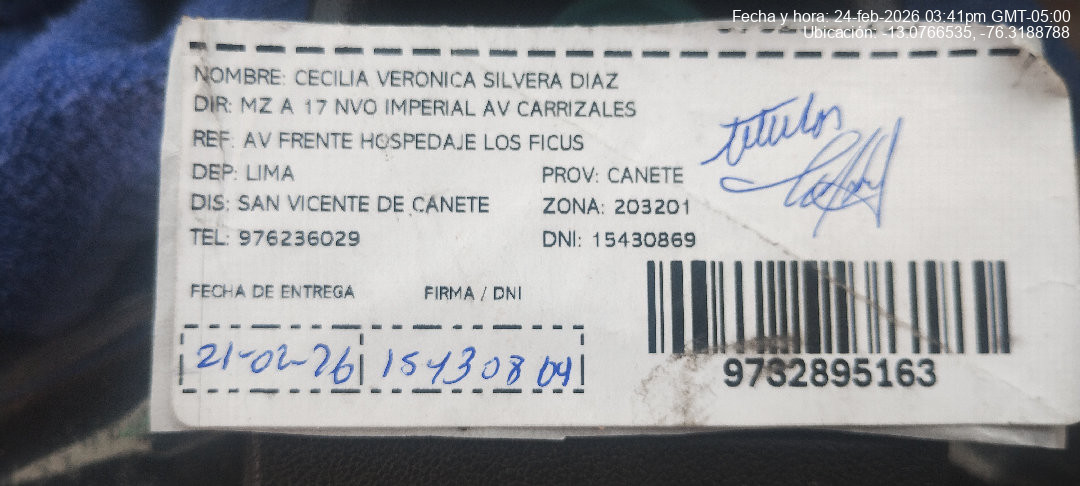 Fecha y hora: 24-feb-2026 03:41pm GMT-05:00
Ubicación: -13.0766535, -76.3188788
NOMBRE: CECILIA VERONICA SILVERA DIAZ
DIR: MZ A 17 NVO IMPERIAL AV CARRIZALES
REF: AV FRENTE HOSPEDAJE LOS FICUS
DEP: LIMA PROV: CANETE
DIS: SAN VICENTE DE CANETE ZONA: 203201
TEL: 976236029 DNI: 15430869
titulos
FECHA DE ENTREGA FIRMA / DNI
21-02-26
9732895163